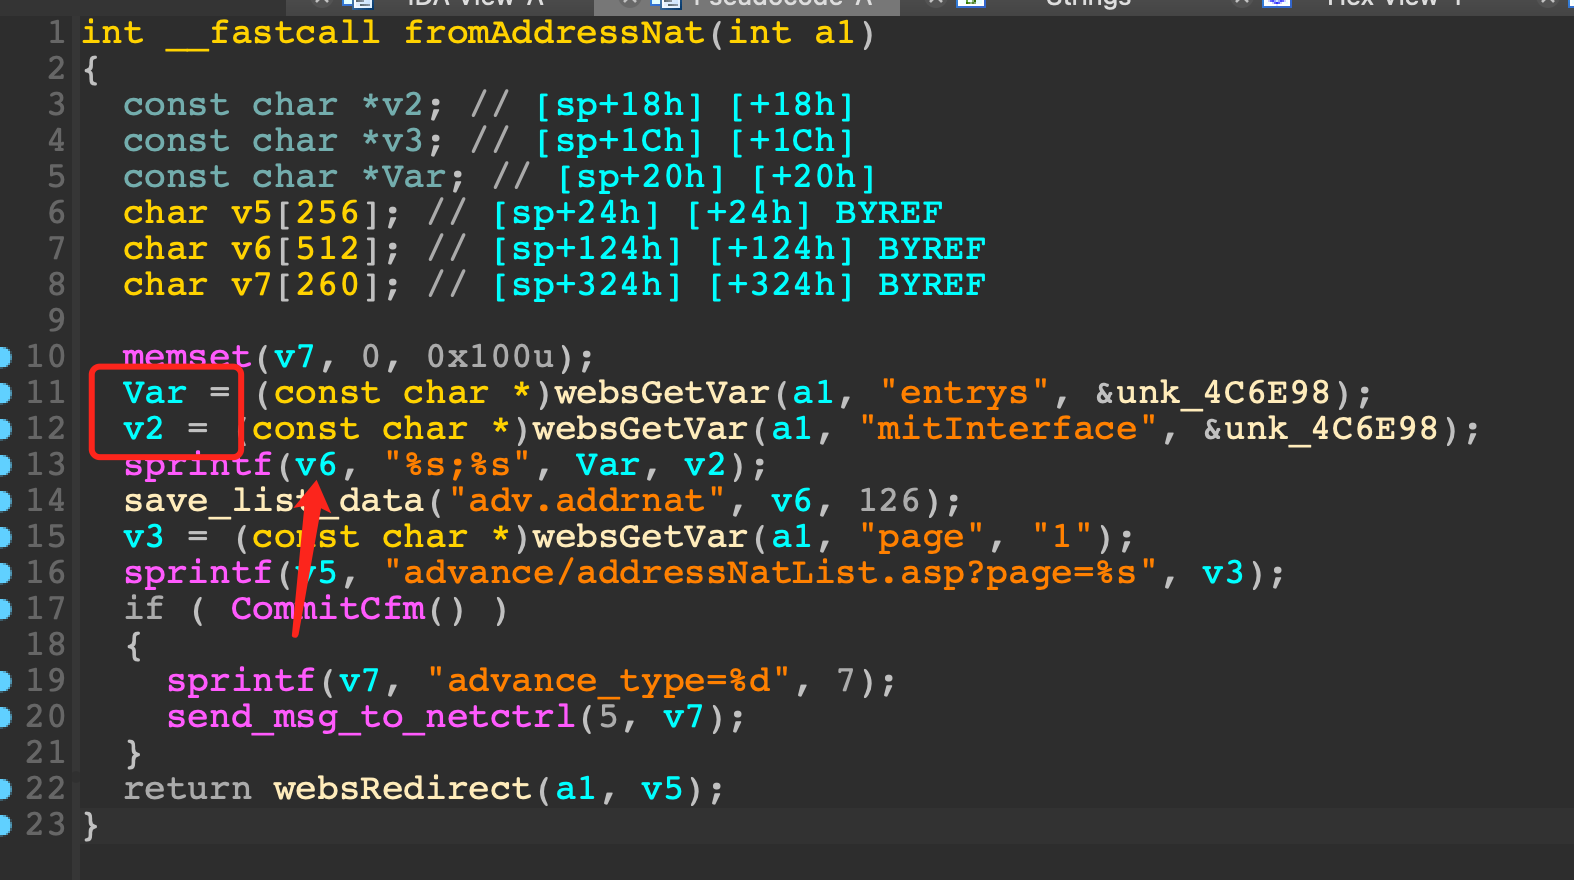 IDA View-A Pseudocode-A Strings Hex View-1
1 int __fastcall fromAddressNat(int a1)
2 {
3 const char *v2; // [sp+18h] [+18h]
4 const char *v3; // [sp+1Ch] [+1Ch]
5 const char *Var; // [sp+20h] [+20h]
6 char v5[256]; // [sp+24h] [+24h] BYREF
7 char v6[512]; // [sp+124h] [+124h] BYREF
8 char v7[260]; // [sp+324h] [+324h] BYREF
9
10 memset(v7, 0, 0x100u);
11 Var = (const char *)websGetVar(a1, "entrys", &unk_4C6E98);
12 v2 = (const char *)websGetVar(a1, "mitInterface", &unk_4C6E98);
13 sprintf(v6, "%s;%s", Var, v2);
14 save_list_data("adv.addrnat", v6, 126);
15 v3 = (const char *)websGetVar(a1, "page", "1");
16 sprintf(v5, "advance/addressNatList.asp?page=%s", v3);
17 if ( CommitCfm() )
18 {
19 sprintf(v7, "advance_type=%d", 7);
20 send_msg_to_netctrl(5, v7);
21 }
22 return websRedirect(a1, v5);
23 }